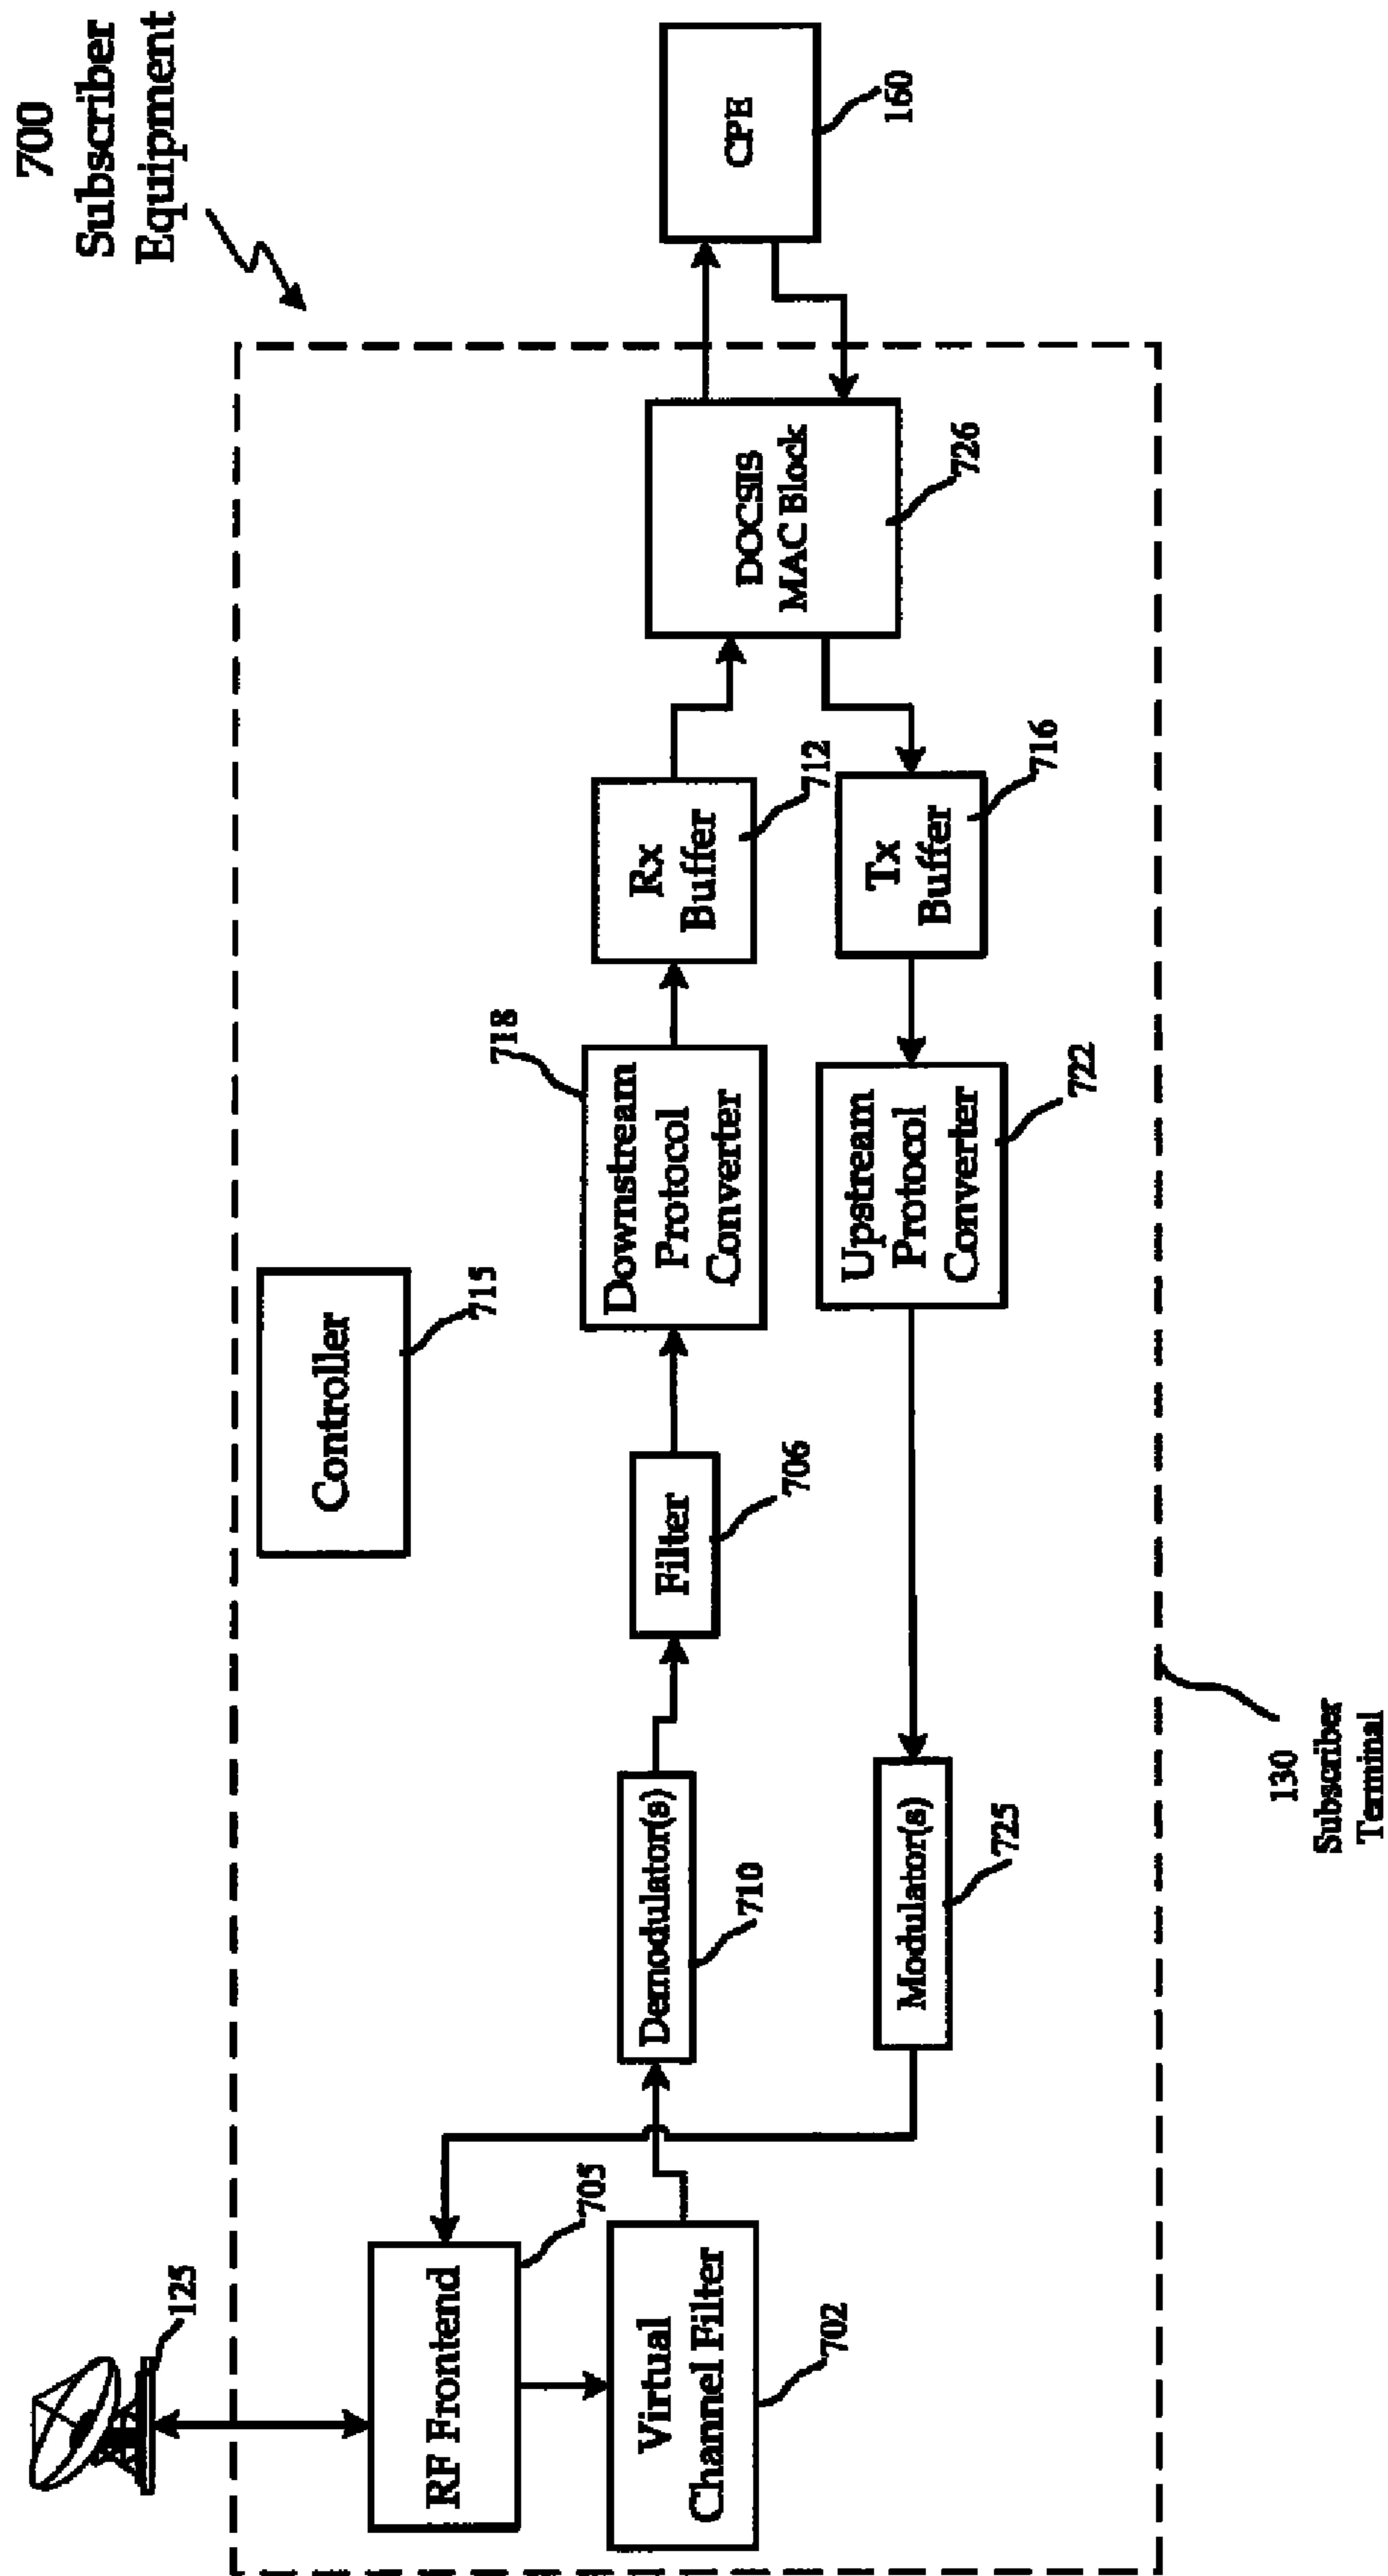 700
Subscriber
Equipment
125
RF Frontend
705
Virtual
Channel Filter
702
Demodulator(s)
710
Filter
706
Controller
715
Downstream
Protocol
Converter
718
Rx
Buffer
712
DOCSIS
MAC Block
726
CPE
160
Tx
Buffer
716
Upstream
Protocol
Converter
722
Modulator(s)
725
130
Subscriber
Terminal